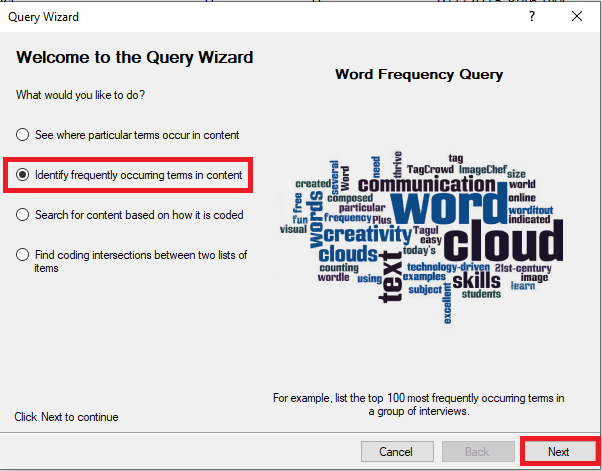 Query Wizard
? ✕
Welcome to the Query Wizard
What would you like to do?
See where particular terms occur in content
Identify frequently occurring terms in content
Search for content based on how it is coded
Find coding intersections between two lists of
items
Click Next to continue
Word Frequency Query
tag
need
thrive
several
Word
TagCrowd ImageChef size
created
communication world
free
composed
online
particular
words
word
worditout
fun
frequency Plus
indicated
visual
creativity Tagul
easy
cloud
clouds
today's
text
counting
technology-driven 21st-century
wordle using
examples
skills
image
subject
learn
excellent
students
For example, list the top 100 most frequently occurring terms in
a group of interviews.
Cancel Back Next